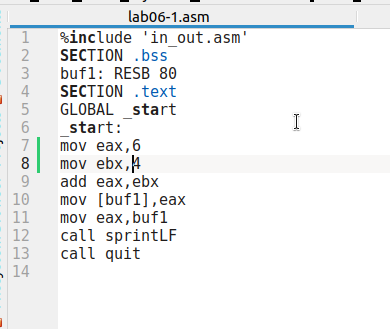 lab06-1.asm
1 %include 'in_out.asm'
2 SECTION .bss
3 buf1: RESB 80
4 SECTION .text
5 GLOBAL _start
6 _start:
7 mov eax,6
8 mov ebx,4
9 add eax,ebx
10 mov [buf1],eax
11 mov eax,buf1
12 call sprintLF
13 call quit
14